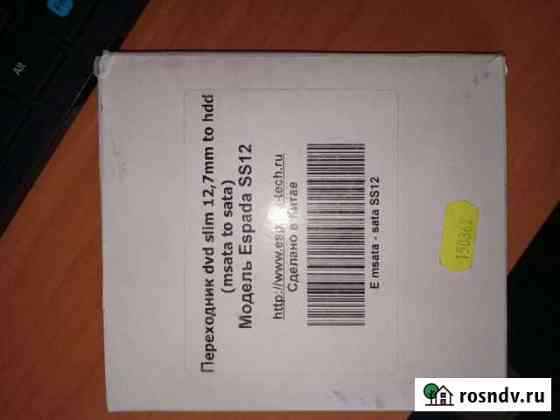 Переходник dvd slim 12,7mm to hdd
(msata to sata)
Модель Espada SS12
Сделано в Китае
E msata - sata SS12
150362
Alt
rosndv.ru